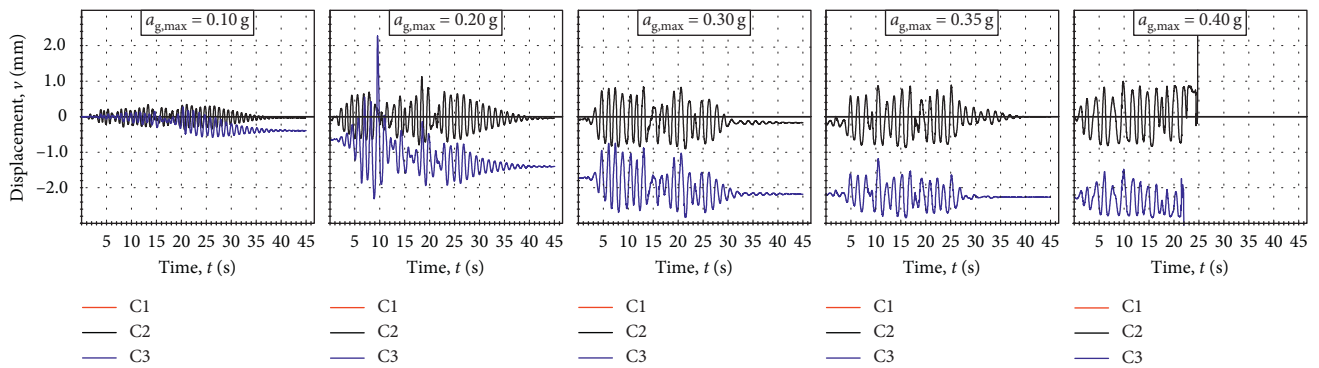 a_g,max = 0.10 g
a_g,max = 0.20 g
a_g,max = 0.30 g
a_g,max = 0.35 g
a_g,max = 0.40 g
Displacement, v (mm)
2.0
1.0
0
−1.0
−2.0
5 10 15 20 25 30 35 40 45
5 10 15 20 25 30 35 40 45
5 10 15 20 25 30 35 40 45
5 10 15 20 25 30 35 40 45
5 10 15 20 25 30 35 40 45
Time, t (s)
Time, t (s)
Time, t (s)
Time, t (s)
Time, t (s)
C1
C2
C3
C1
C2
C3
C1
C2
C3
C1
C2
C3
C1
C2
C3